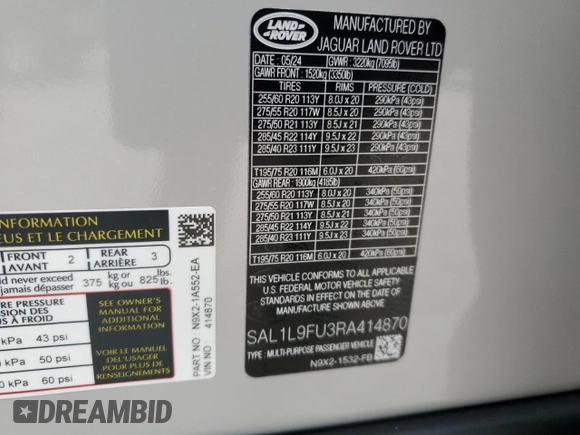 LAND
ROVER
MANUFACTURED BY
JAGUAR LAND ROVER LTD
DATE : 05/24 GVWR : 3220kg (7095lb)
GAWR FRONT : 1520kg (3350lb)
TIRES RIMS PRESSURE (COLD)
255/60 R20 113Y 8.0J x 20 290kPa (43psi)
275/55 R20 117W 8.5J x 20 290kPa (43psi)
275/50 R21 113Y 8.5J x 21 290kPa (43psi)
285/45 R22 114Y 9.5J x 22 290kPa (43psi)
285/40 R23 111Y 9.5J x 23 290kPa (43psi)
T195/75 R20 116M 6.0J x 20 420kPa (60psi)
GAWR REAR : 1900kg (4185lb)
255/60 R20 113Y 8.0J x 20 340kPa (50psi)
275/55 R20 117W 8.5J x 20 340kPa (50psi)
275/50 R21 113Y 8.5J x 21 340kPa (50psi)
285/45 R22 114Y 9.5J x 22 340kPa (50psi)
285/40 R23 111Y 9.5J x 23 340kPa (50psi)
T195/75 R20 116M 6.0J x 20 420kPa (60psi)
THIS VEHICLE CONFORMS TO ALL APPLICABLE
U.S. FEDERAL MOTOR VEHICLE SAFETY
STANDARDS IN EFFECT ON THE DATE OF
MANUFACTURE SHOWN ABOVE
SAL1L9FU3RA414870
TYPE : MULTI-PURPOSE PASSENGER VEHICLE
N9X2-1532-FB
INFORMATION
EUS ET LE CHARGEMENT
FRONT
AVANT 2 REAR
ARRIÈRE 3
ld never exceed
jamais dépasser 375 kg or
kg ou 825 lbs.
lb.
RE PRESSURE
SION DES
S À FROID
kPa 43 psi
kPa 50 psi
0 kPa 60 psi
SEE OWNER'S
MANUAL FOR
ADDITIONAL
INFORMATION
VOIR LE MANUEL
DE L'USAGER
POUR PLUS DE
RENSEIGNEMENTS
PART NO N9X2-1A552-EA
VIN NO 414870
DREAMBID